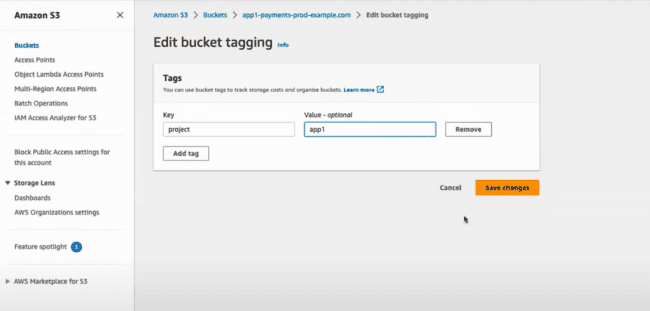 Amazon S3
Amazon S3 > Buckets > app1-payments-prod-example.com > Edit bucket tagging
Buckets
Access Points
Object Lambda Access Points
Multi-Region Access Points
Batch Operations
IAM Access Analyzer for S3
Block Public Access settings for
this account
Storage Lens
Dashboards
AWS Organizations settings
Feature spotlight 3
AWS Marketplace for S3
Edit bucket tagging Info
Tags
You can use bucket tags to track storage costs and organize buckets. Learn more
Key
Value - optional
project
app1
Remove
Add tag
Cancel
Save changes